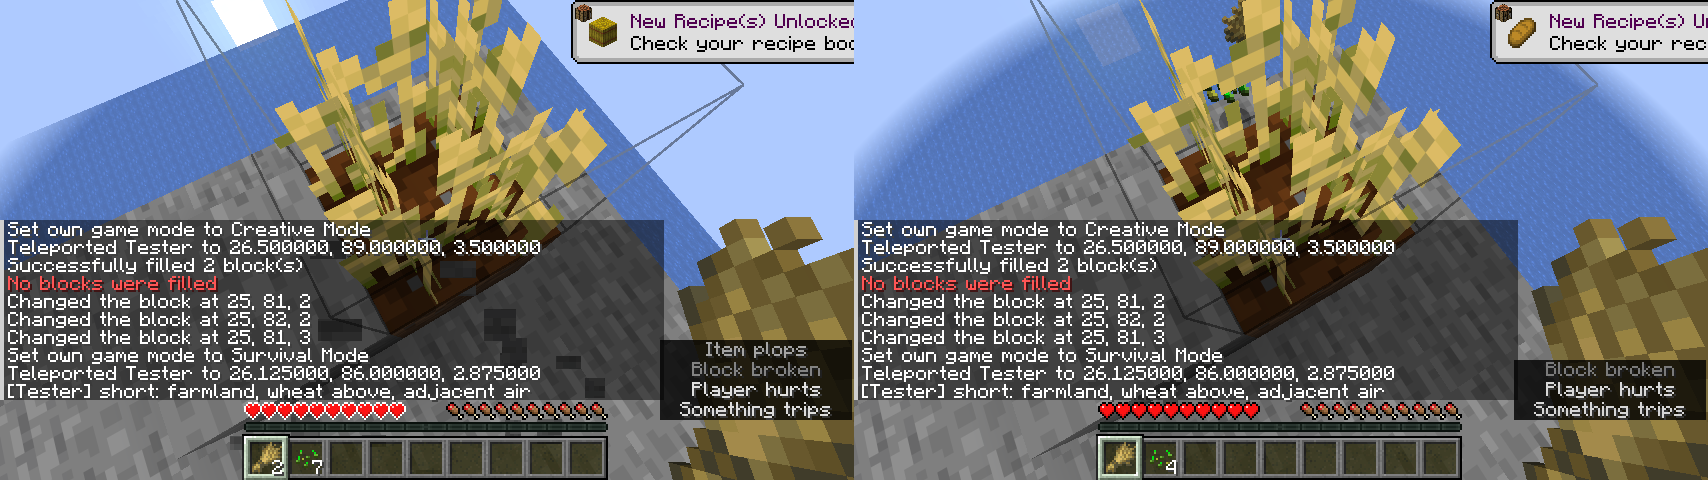 New Recipe(s) Unlocked
Check your recipe boo
Set own game mode to Creative Mode
Teleported Tester to 26.500000, 89.000000, 3.500000
Successfully filled 2 block(s)
No blocks were filled
Changed the block at 25, 81, 2
Changed the block at 25, 82, 2
Changed the block at 25, 81, 3
Set own game mode to Survival Mode
Teleported Tester to 26.125000, 86.000000, 2.875000
[Tester] short: farmland, wheat above, adjacent air
Item plops
Block broken
Player hurts
Something trips
2
7
New Recipe(s) U
Check your rec
Set own game mode to Creative Mode
Teleported Tester to 26.500000, 89.000000, 3.500000
Successfully filled 2 block(s)
No blocks were filled
Changed the block at 25, 81, 2
Changed the block at 25, 82, 2
Changed the block at 25, 81, 3
Set own game mode to Survival Mode
Teleported Tester to 26.125000, 86.000000, 2.875000
[Tester] short: farmland, wheat above, adjacent air
Block broken
Player hurts
Something trips
4